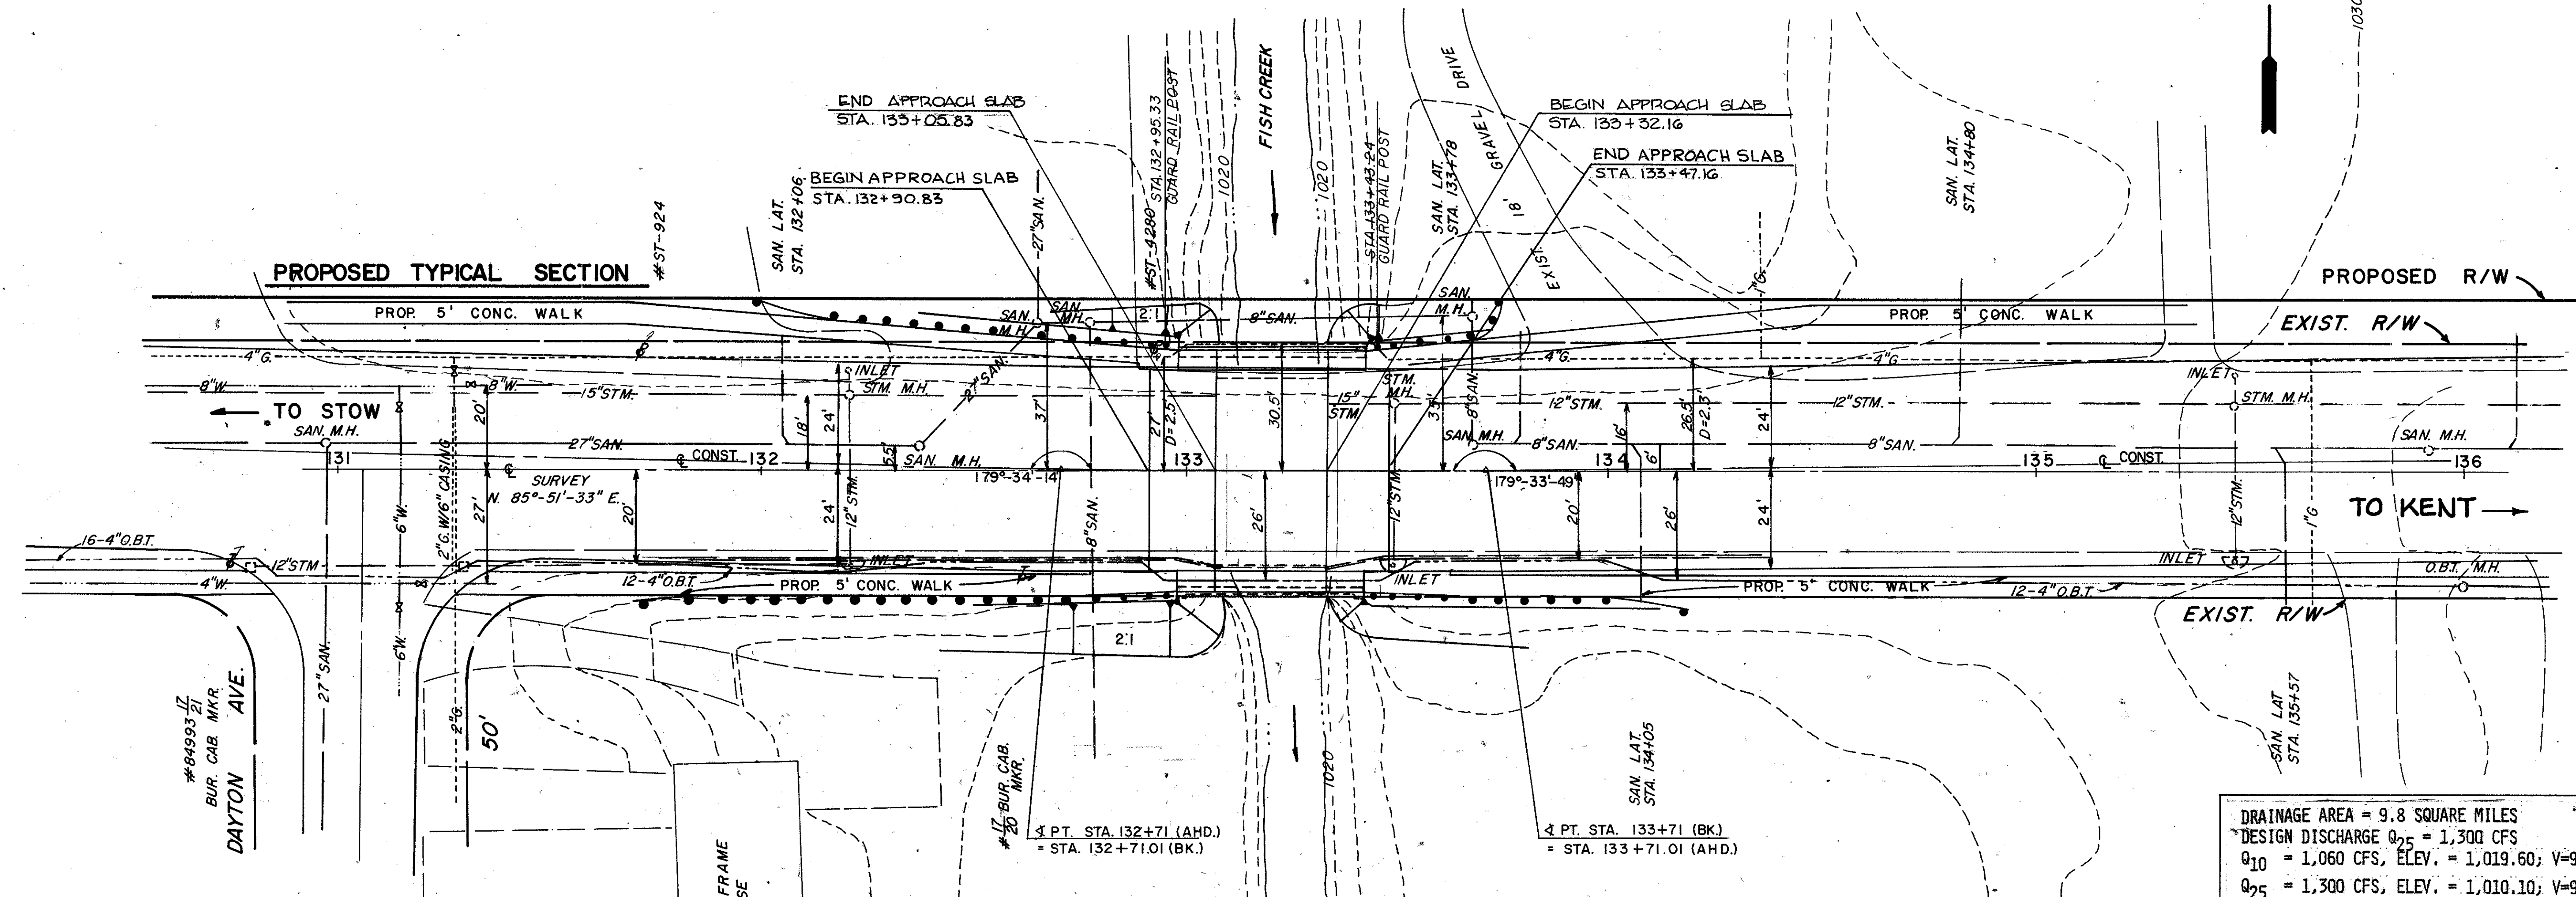 1030
END APPROACH SLAB
STA. 133+05.83
BEGIN APPROACH SLAB
STA. 132+90.83
#ST-924
SAN. LAT.
STA. 132+06.
27"SAN.
#ST-4280
STA. 132+95.33
GUARD RAIL POST
1020
FISH CREEK
1020
STA. 133+43.24
GUARD RAIL POST
SAN. LAT.
STA. 133+78
GRAVEL DRIVE
18'
EXIST.
BEGIN APPROACH SLAB
STA. 133+32.16
END APPROACH SLAB
STA. 133+47.16
SAN. LAT.
STA. 134+80
1"G.
PROPOSED TYPICAL SECTION
PROPOSED R/W
PROP. 5' CONC. WALK
SAN.
M.H.
SAN.
M.H.
2:1
8"SAN.
SAN.
M.H.
PROP. 5' CONC. WALK
EXIST. R/W
4"G.
4"G.
4"G
8"W.
8"W.
15"STM.
INLET
STM. M.H.
27"SAN.
15"
STM
STM.
M.H.
12"STM.
12"STM.
INLET
STM. M.H.
TO STOW
SAN. M.H.
27"SAN.
20'
18'
24'
5.5'
37'
27'
D=2.5'
30.5'
35'
8"SAN.
16'
6'
26.5'
D=2.3'
24'
SAN. M.H.
SAN. M.H.
8"SAN.
8"SAN.
SAN. M.H.
131
℄ CONST.
132
133
134
135
℄ CONST.
136
℄ SURVEY
N. 85°-51'-33" E.
179°-34'-14"
179°-33'-49"
6"W.
2"G. W/6"CASING
27'
20'
24'
12"STM.
8"SAN.
26'
12"STM.
20'
26'
24'
12"STM.
1"G
TO KENT
16-4"O.B.T.
12"STM
4"W.
12-4"O.B.T.
INLET
PROP. 5' CONC. WALK
INLET
PROP. 5' CONC. WALK
INLET
12-4"O.B.T.
O.B.T. M.H.
EXIST. R/W
27"SAN.
6"W.
2"G.
50'
2:1
#84993 17/21
BUR. CAB. MKR.
DAYTON AVE.
#17/20 BUR. CAB.
MKR.
1020
SAN. LAT.
STA. 134+05
SAN. LAT
STA. 135+57
∢ PT. STA. 132+71 (AHD.)
= STA. 132+71.01 (BK.)
∢ PT. STA. 133+71 (BK.)
= STA. 133+71.01 (AHD.)
FRAME
SE
DRAINAGE AREA = 9.8 SQUARE MILES
DESIGN DISCHARGE Q25 = 1,300 CFS
Q10 = 1,060 CFS, ELEV. = 1,019.60; V=9
Q25 = 1,300 CFS, ELEV. = 1,010.10; V=9